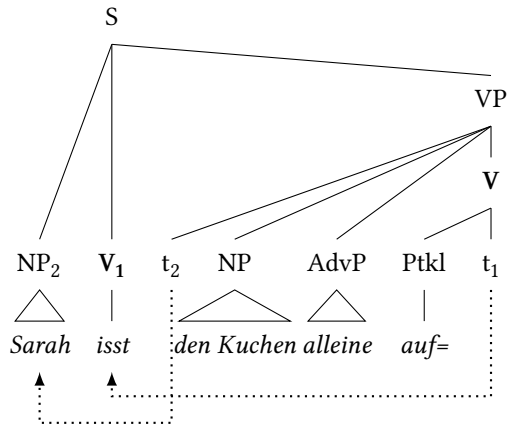 S
VP
V
NP₂ V₁ t₂ NP AdvP Ptkl t₁
Sarah isst den Kuchen alleine auf=